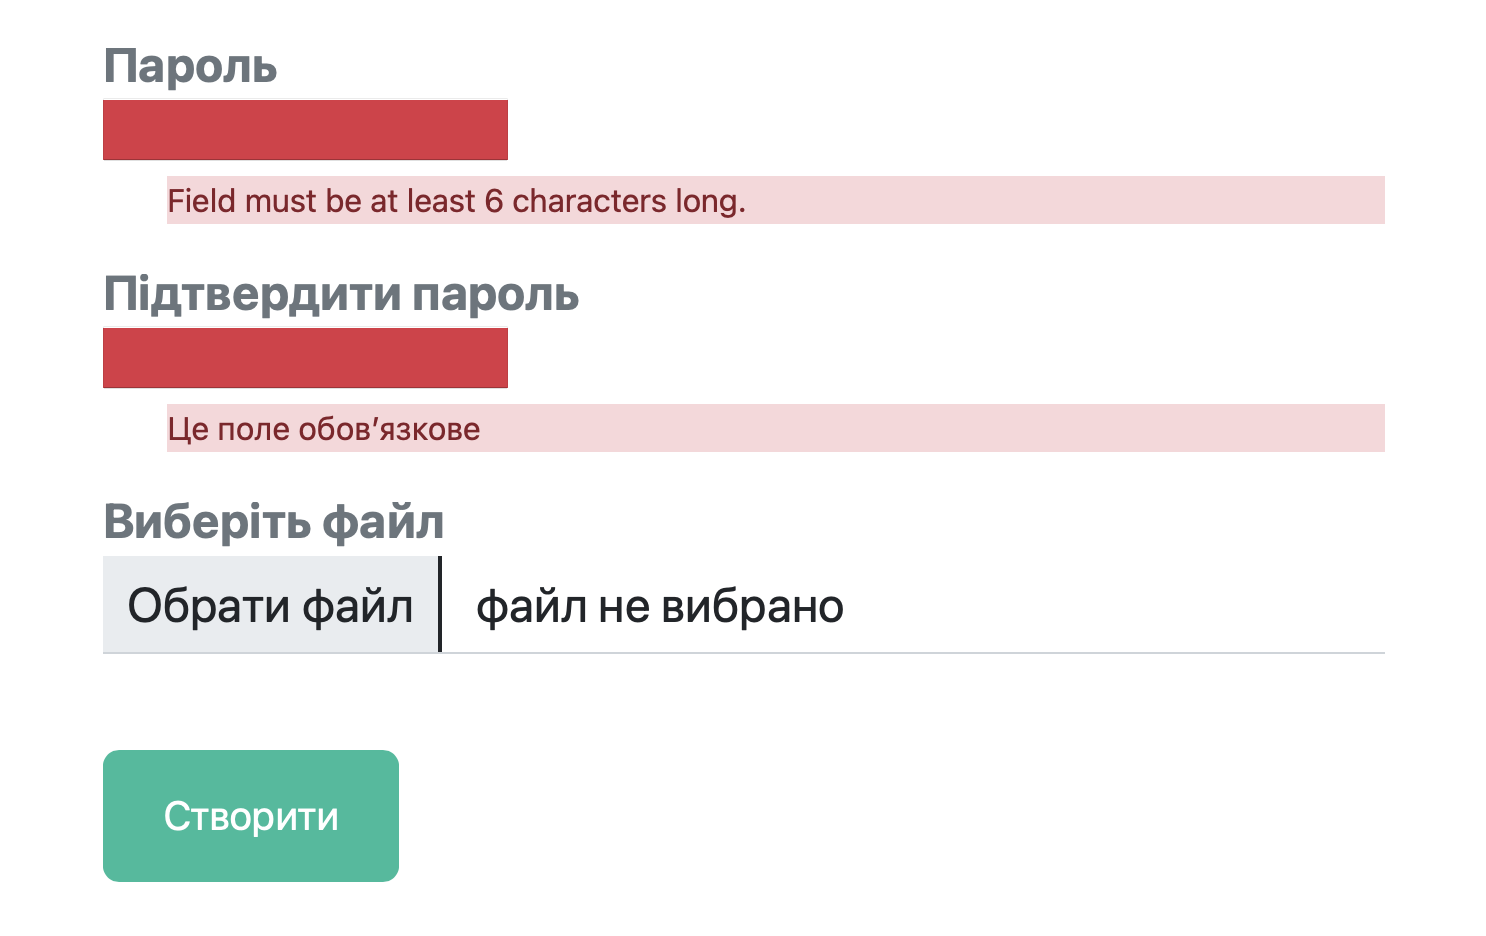 Пароль
Field must be at least 6 characters long.
Підтвердити пароль
Це поле обов’язкове
Виберіть файл
Обрати файл файл не вибрано
Створити